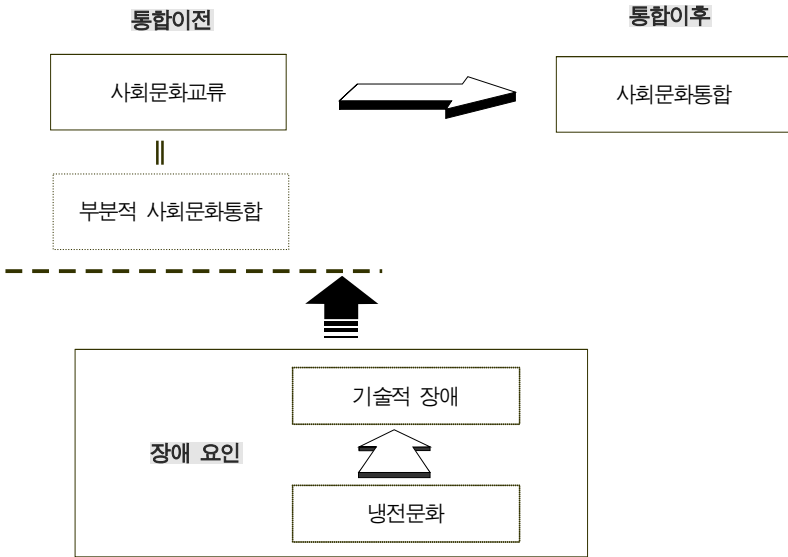 통합이전
통합이후
사회문화교류
사회문화통합
부분적 사회문화통합
기술적 장애
장애 요인
냉전문화